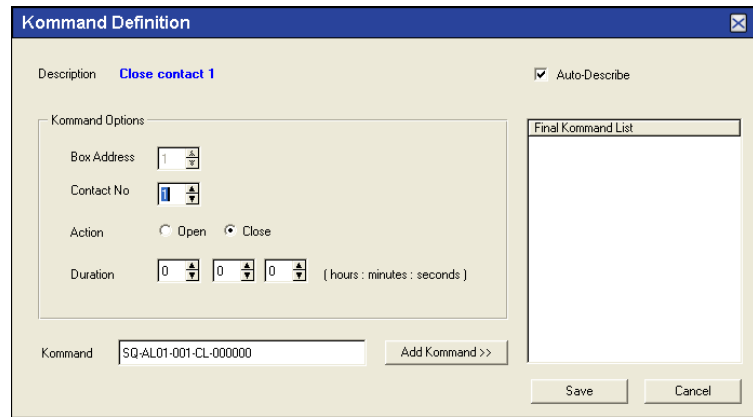 Kommand Definition
Description Close contact 1
Auto-Describe
Kommand Options
Final Kommand List
Box Address 1
Contact No 1
Action Open Close
Duration 0 0 0 ( hours : minutes : seconds )
Kommand SQ-AL01-001-CL-000000 Add Kommand >>
Save Cancel